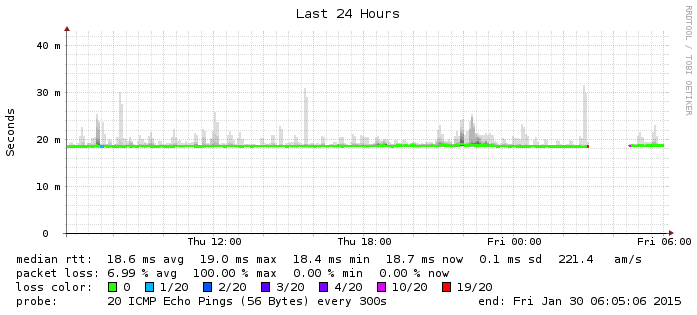 Last 24 Hours
RRDTOOL / TOBI OETIKER
Seconds
40 m
30 m
20 m
10 m
0
Thu 12:00 Thu 18:00 Fri 00:00 Fri 06:00
median rtt: 18.6 ms avg 19.0 ms max 18.4 ms min 18.7 ms now 0.1 ms sd 221.4 am/s
packet loss: 6.99 % avg 100.00 % max 0.00 % min 0.00 % now
loss color: 0 1/20 2/20 3/20 4/20 10/20 19/20
probe: 20 ICMP Echo Pings (56 Bytes) every 300s end: Fri Jan 30 06:05:06 2015